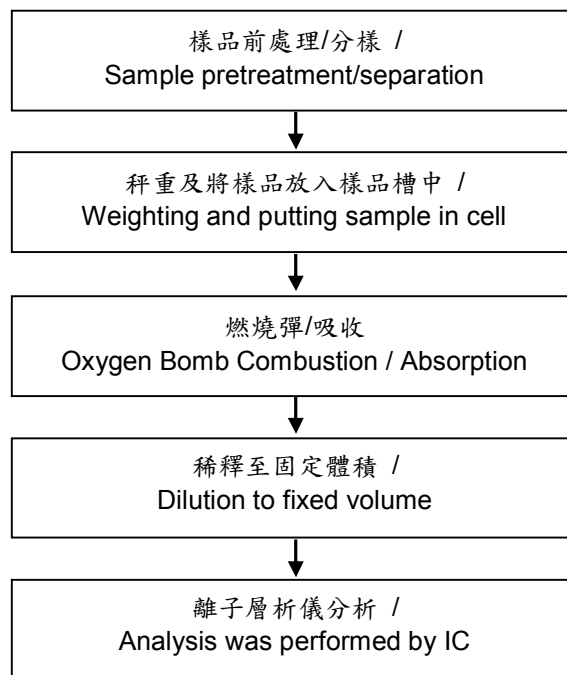 樣品前處理/分樣 /
Sample pretreatment/separation
秤重及將樣品放入樣品槽中 /
Weighting and putting sample in cell
燃燒彈/吸收
Oxygen Bomb Combustion / Absorption
稀釋至固定體積 /
Dilution to fixed volume
離子層析儀分析 /
Analysis was performed by IC